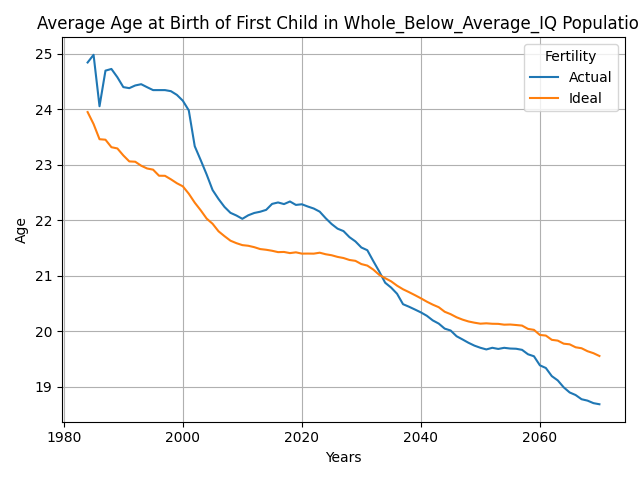 Average Age at Birth of First Child in Whole_Below_Average_IQ Populatio
Fertility
Actual
Ideal
25
24
23
22
21
20
19
Age
1980
2000
2020
2040
2060
Years